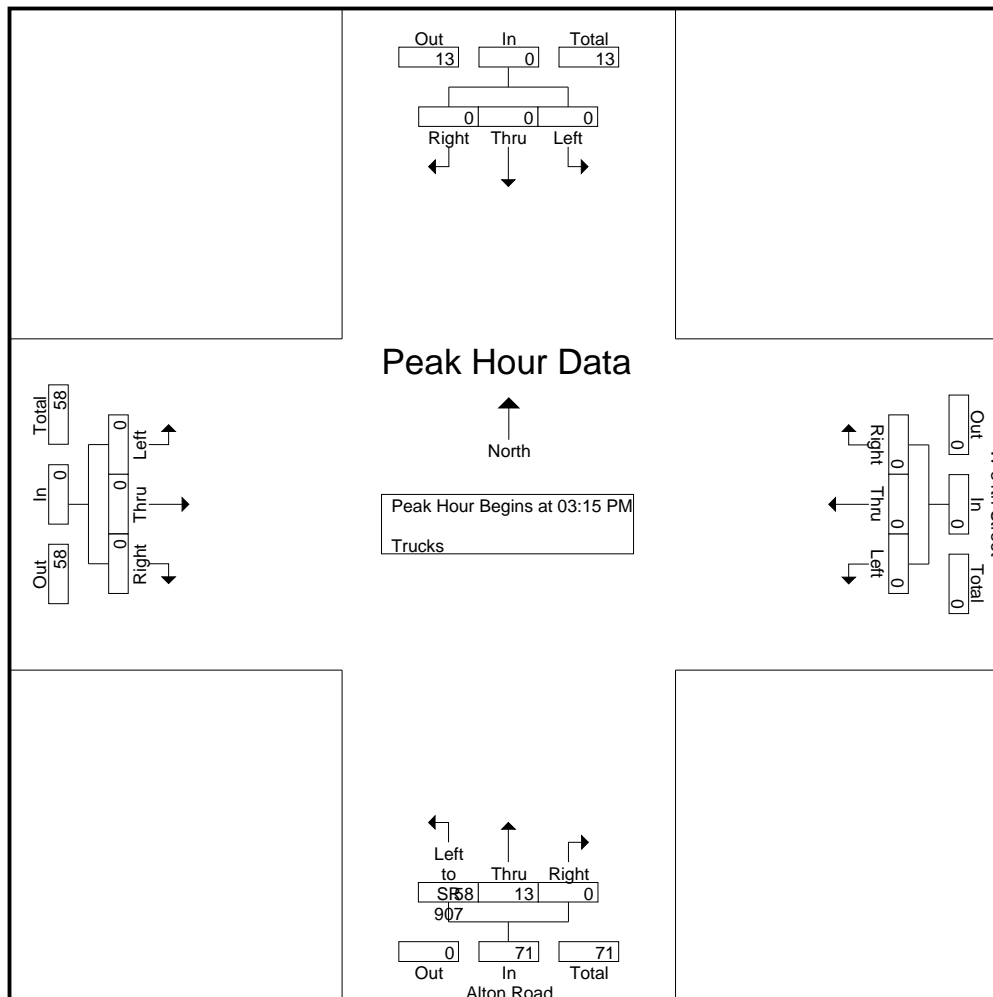 Out In Total
13 0 13
0 0 0
Right Thru Left
Peak Hour Data
North
Peak Hour Begins at 03:15 PM
Trucks
Total 58
In 0
Out 58
Left 0
Thru 0
Right 0
Right 0
Thru 0
Left 0
Out 0
In 0
Total 0
Left
to Thru Right
SR 58 13 0
907
0 71 71
Out In Total
Alton Road